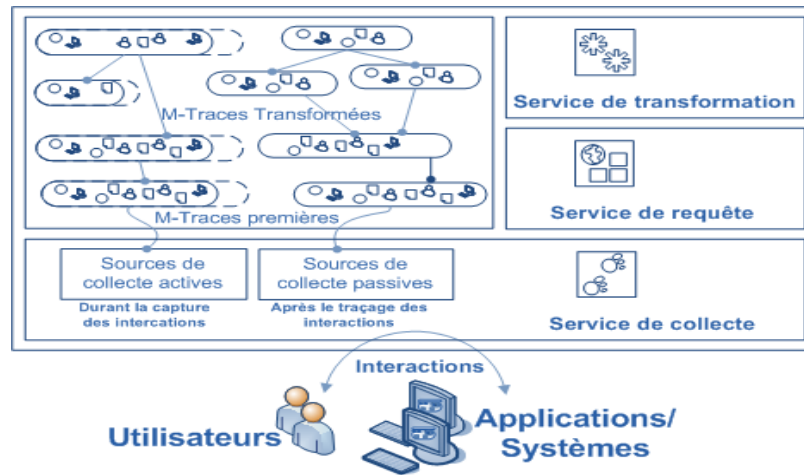 M-Traces Transformées
M-Traces premières
Service de transformation
Service de requête
Sources de
collecte actives
Durant la capture
des intercations
Sources de
collecte passives
Après le traçage des
interactions
Service de collecte
Interactions
Utilisateurs
Applications/
Systèmes